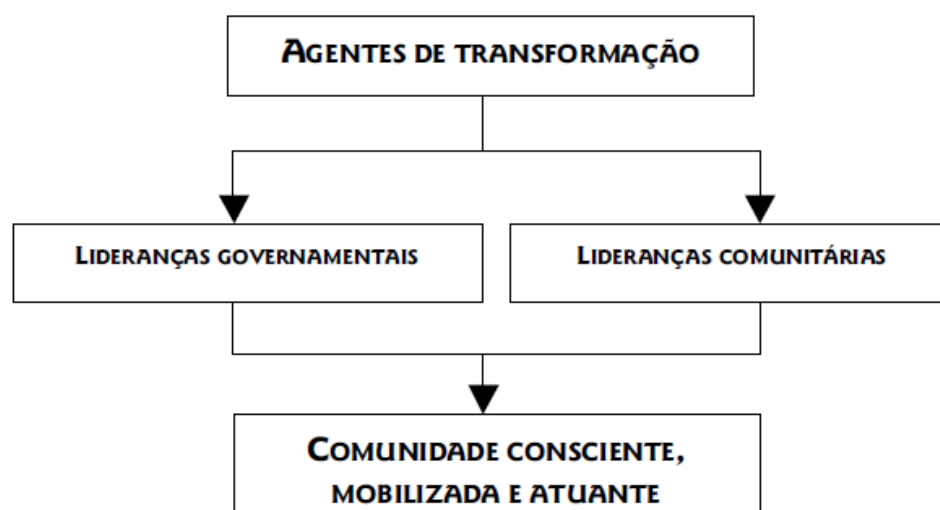 AGENTES DE TRANSFORMAÇÃO
LIDERANÇAS GOVERNAMENTAIS
LIDERANÇAS COMUNITÁRIAS
COMUNIDADE CONSCIENTE,
MOBILIZADA E ATUANTE